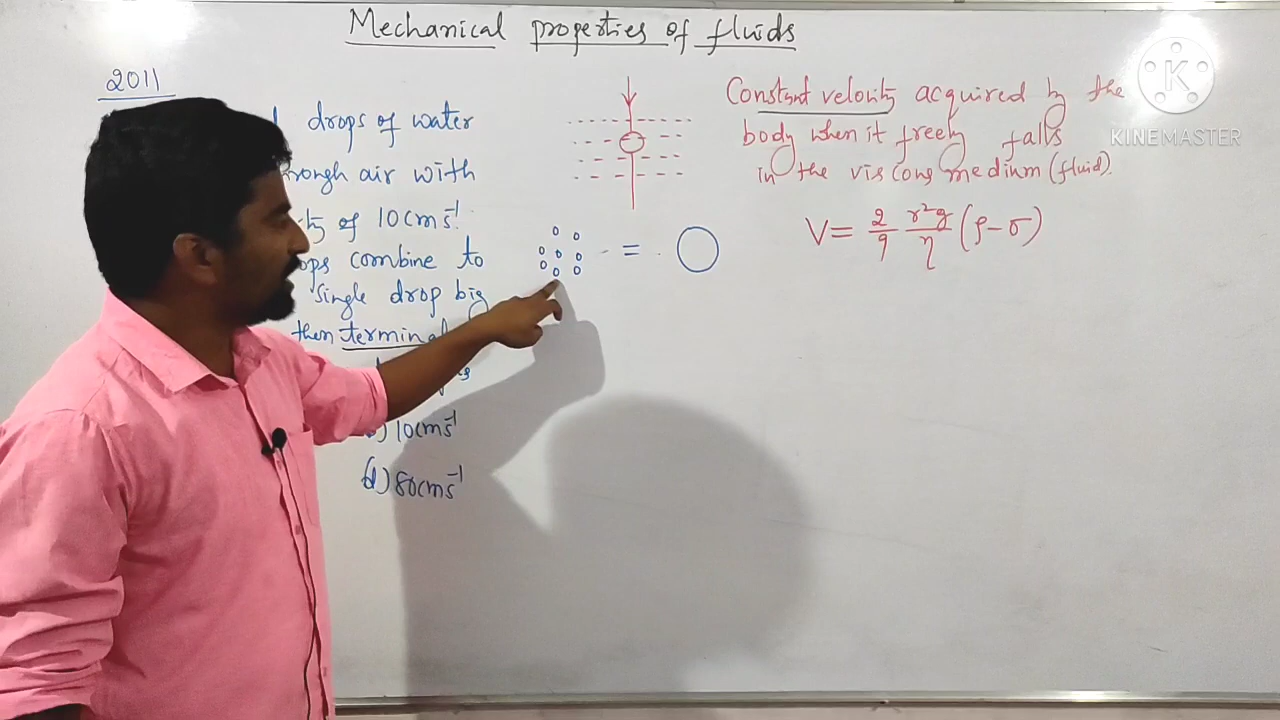 Mechanical properties of fluids
2011
drops of water
through air with
of 10cms⁻¹.
combine to
single drop big
then terminal
10cms⁻¹
(d) 80cms⁻¹
=
Constant velocity acquired by the
body when it freely falls
in the viscous medium (fluid).
V = 2/9 r²g/η (ρ-σ)
K
KINEMASTER